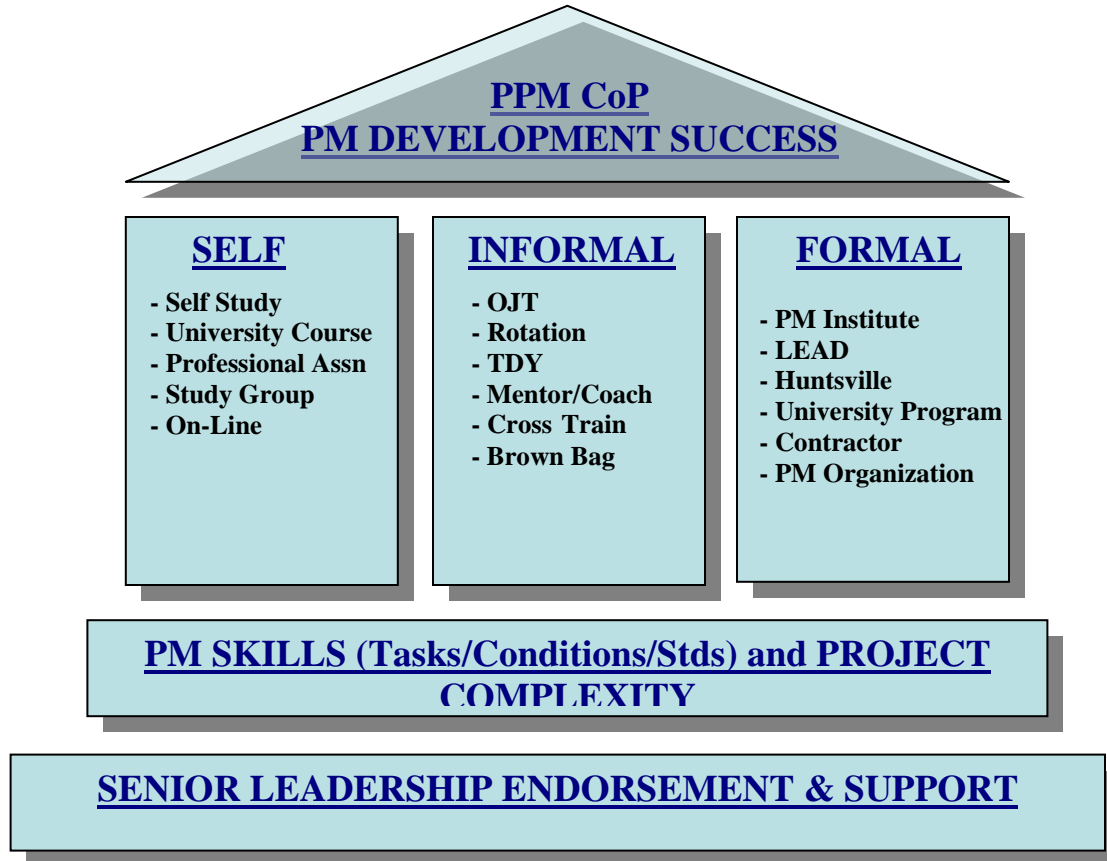 PPM CoP
PM DEVELOPMENT SUCCESS
SELF
- Self Study
- University Course
- Professional Assn
- Study Group
- On-Line
INFORMAL
- OJT
- Rotation
- TDY
- Mentor/Coach
- Cross Train
- Brown Bag
FORMAL
- PM Institute
- LEAD
- Huntsville
- University Program
- Contractor
- PM Organization
PM SKILLS (Tasks/Conditions/Stds) and PROJECT
COMPLEXITY
SENIOR LEADERSHIP ENDORSEMENT & SUPPORT